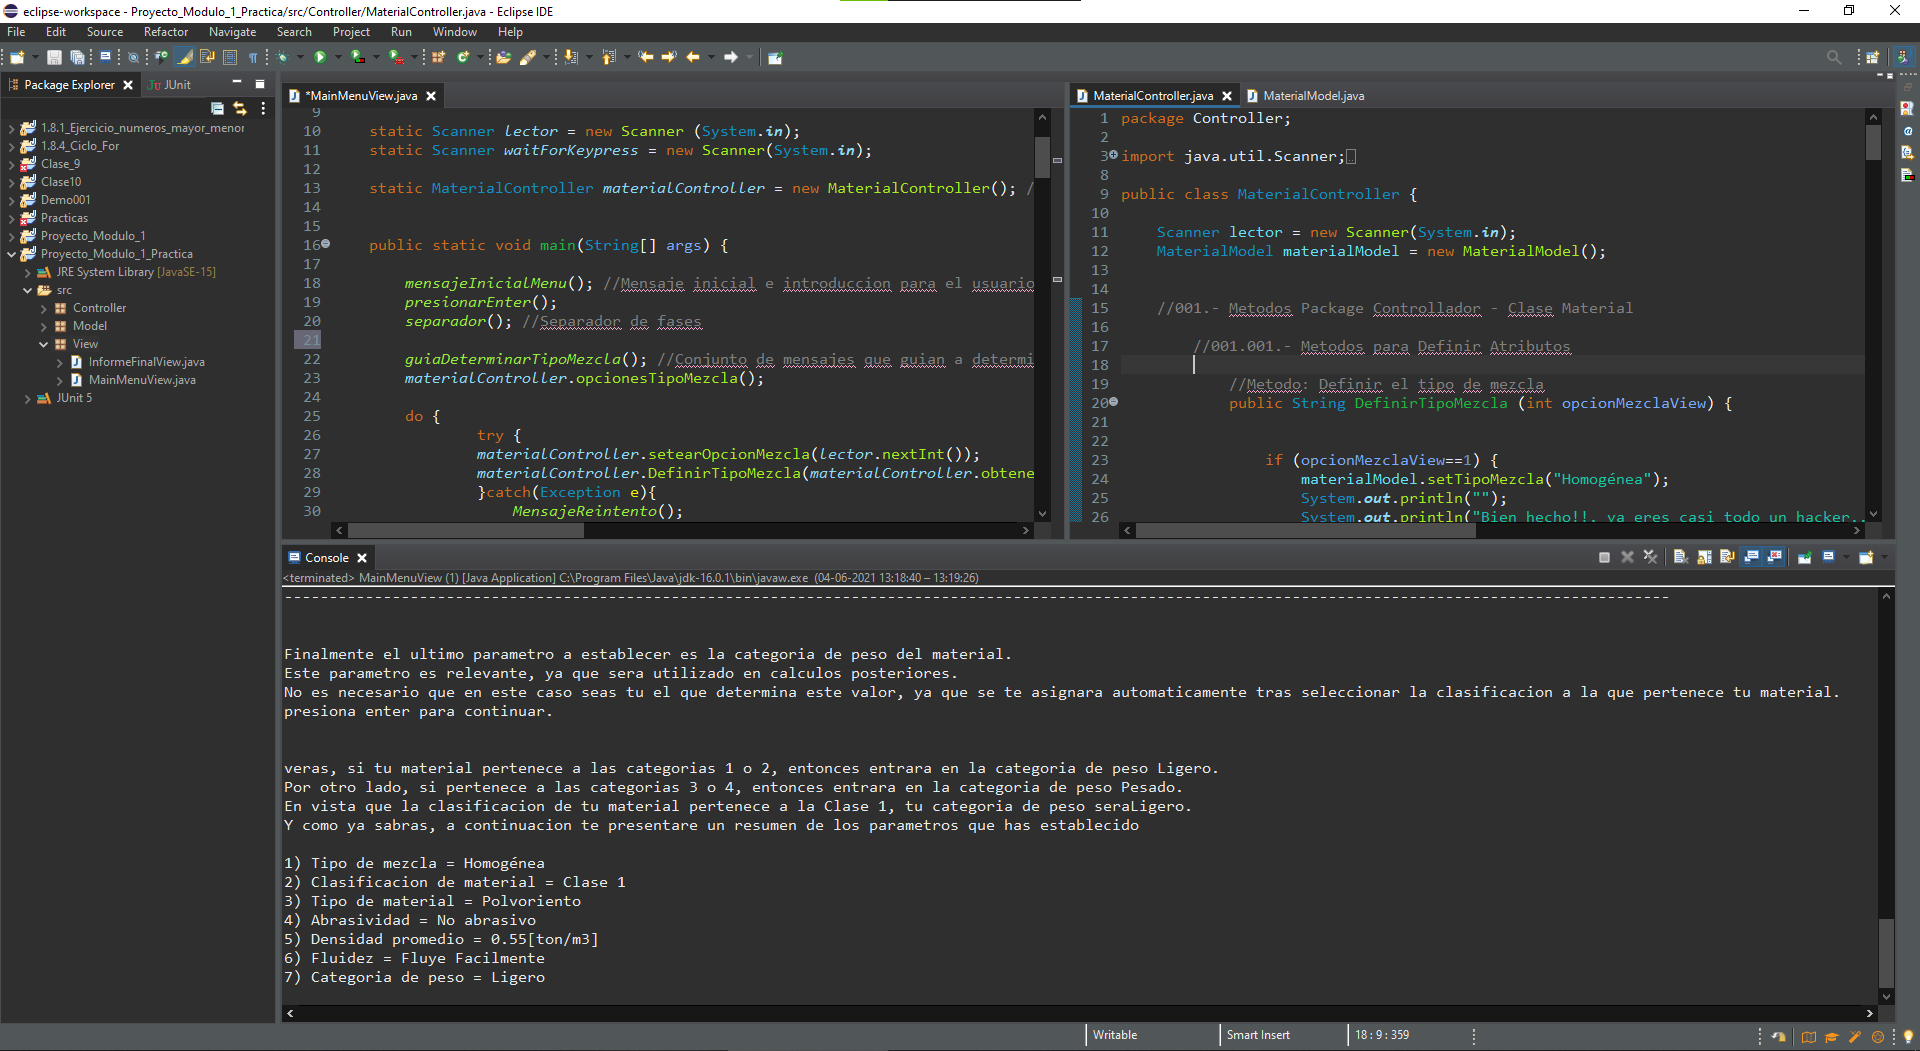 eclipse-workspace - Proyecto_Modulo_1_Practica/src/Controller/MaterialController.java - Eclipse IDE
File Edit Source Refactor Navigate Search Project Run Window Help
Package Explorer
JUnit
1.8.1_Ejercicio_numeros_mayor_menor
1.8.4_Ciclo_For
Clase_9
Clase10
Demo001
Practicas
Proyecto_Modulo_1
Proyecto_Modulo_1_Practica
JRE System Library [JavaSE-15]
src
Controller
Model
View
InformeFinalView.java
MainMenuView.java
JUnit 5
*MainMenuView.java
9
10 static Scanner lector = new Scanner (System.in);
11 static Scanner waitForKeypress = new Scanner(System.in);
12
13 static MaterialController materialController = new MaterialController(); /
14
15
16 public static void main(String[] args) {
17
18 mensajeInicialMenu(); //Mensaje inicial e introduccion para el usuario
19 presionarEnter();
20 separador(); //Separador de fases
21
22 guiaDeterminarTipoMezcla(); //Conjunto de mensajes que guian a determi
23 materialController.opcionesTipoMezcla();
24
25 do {
26 try {
27 materialController.setearOpcionMezcla(lector.nextInt());
28 materialController.DefinirTipoMezcla(materialController.obtene
29 }catch(Exception e){
30 MensajeReintento();
MaterialController.java
MaterialModel.java
1 package Controller;
2
3 import java.util.Scanner;
8
9 public class MaterialController {
10
11 Scanner lector = new Scanner(System.in);
12 MaterialModel materialModel = new MaterialModel();
13
14
15 //001.- Metodos Package Controllador - Clase Material
16
17 //001.001.- Metodos para Definir Atributos
18
19 //Metodo: Definir el tipo de mezcla
20 public String DefinirTipoMezcla (int opcionMezclaView) {
21
22
23 if (opcionMezclaView==1) {
24 materialModel.setTipoMezcla("Homogénea");
25 System.out.println("");
26 System.out.println("Bien hecho!!, ya eres casi todo un hacker..
Console
<terminated> MainMenuView (1) [Java Application] C:\Program Files\Java\jdk-16.0.1\bin\javaw.exe (04-06-2021 13:18:40 – 13:19:26)
Finalmente el ultimo parametro a establecer es la categoria de peso del material.
Este parametro es relevante, ya que sera utilizado en calculos posteriores.
No es necesario que en este caso seas tu el que determina este valor, ya que se te asignara automaticamente tras seleccionar la clasificacion a la que pertenece tu material.
presiona enter para continuar.
veras, si tu material pertenece a las categorias 1 o 2, entonces entrara en la categoria de peso Ligero.
Por otro lado, si pertenece a las categorias 3 o 4, entonces entrara en la categoria de peso Pesado.
En vista que la clasificacion de tu material pertenece a la Clase 1, tu categoria de peso seraLigero.
Y como ya sabras, a continuacion te presentare un resumen de los parametros que has establecido
1) Tipo de mezcla = Homogénea
2) Clasificacion de material = Clase 1
3) Tipo de material = Polvoriento
4) Abrasividad = No abrasivo
5) Densidad promedio = 0.55[ton/m3]
6) Fluidez = Fluye Facilmente
7) Categoria de peso = Ligero
Writable
Smart Insert
18 : 9 : 359